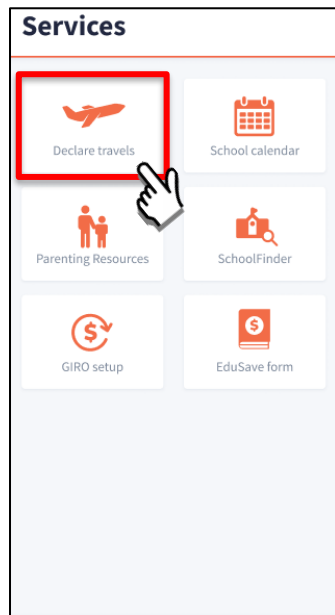 Services
Declare travels
School calendar
Parenting Resources
SchoolFinder
GIRO setup
EduSave form